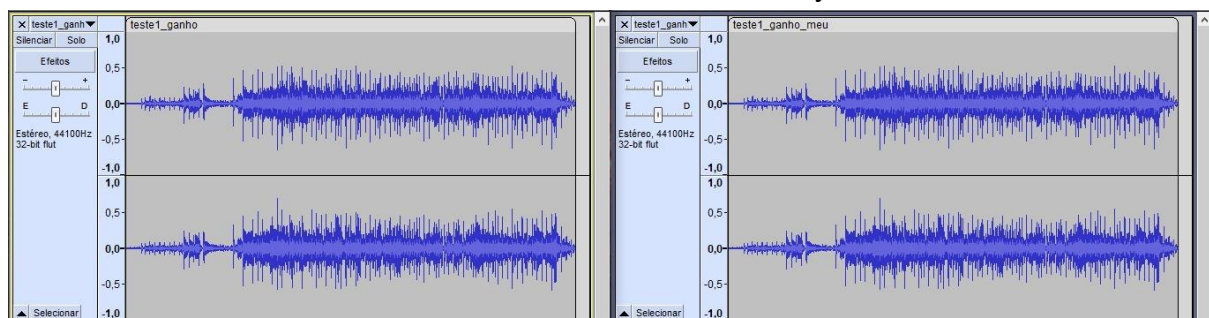 × teste1_ganh▼ teste1_ganho
Silenciar Solo 1,0
Efeitos
0,5-
- +
0,0-
E D
-0,5-
Estéreo, 44100Hz
32-bit flut
-1,0
1,0
0,5-
0,0-
-0,5-
▲ Selecionar -1,0
× teste1_ganh▼ teste1_ganho_meu
Silenciar Solo 1,0
Efeitos
0,5-
- +
0,0-
E D
-0,5-
Estéreo, 44100Hz
32-bit flut
-1,0
1,0
0,5-
0,0-
-0,5-
▲ Selecionar -1,0